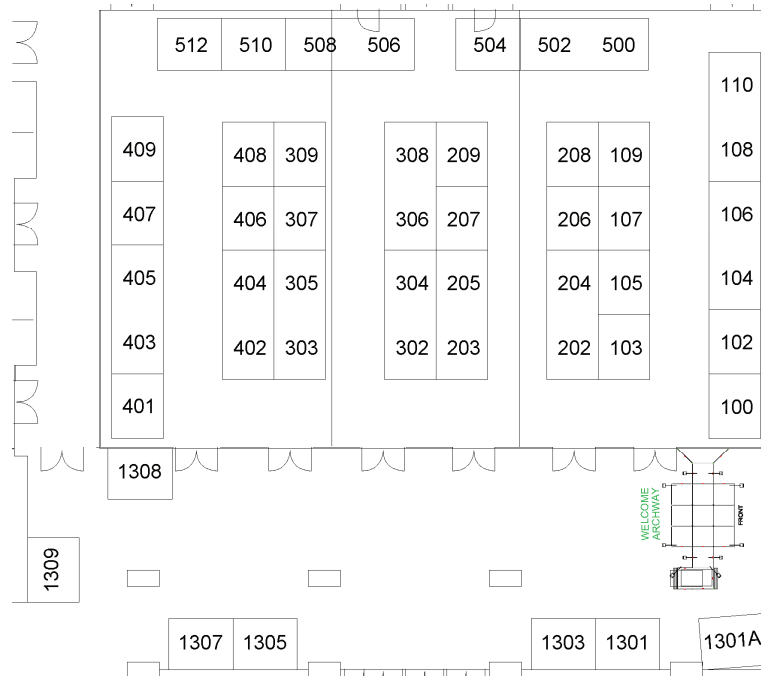 512 510 508 506 504 502 500
110
409 408 309 308 209 208 109 108
407 406 307 306 207 206 107 106
405 404 305 304 205 204 105 104
403 402 303 302 203 202 103 102
401 100
1308
WELCOME
ARCHWAY
FRONT
1309
1307 1305 1303 1301 1301A